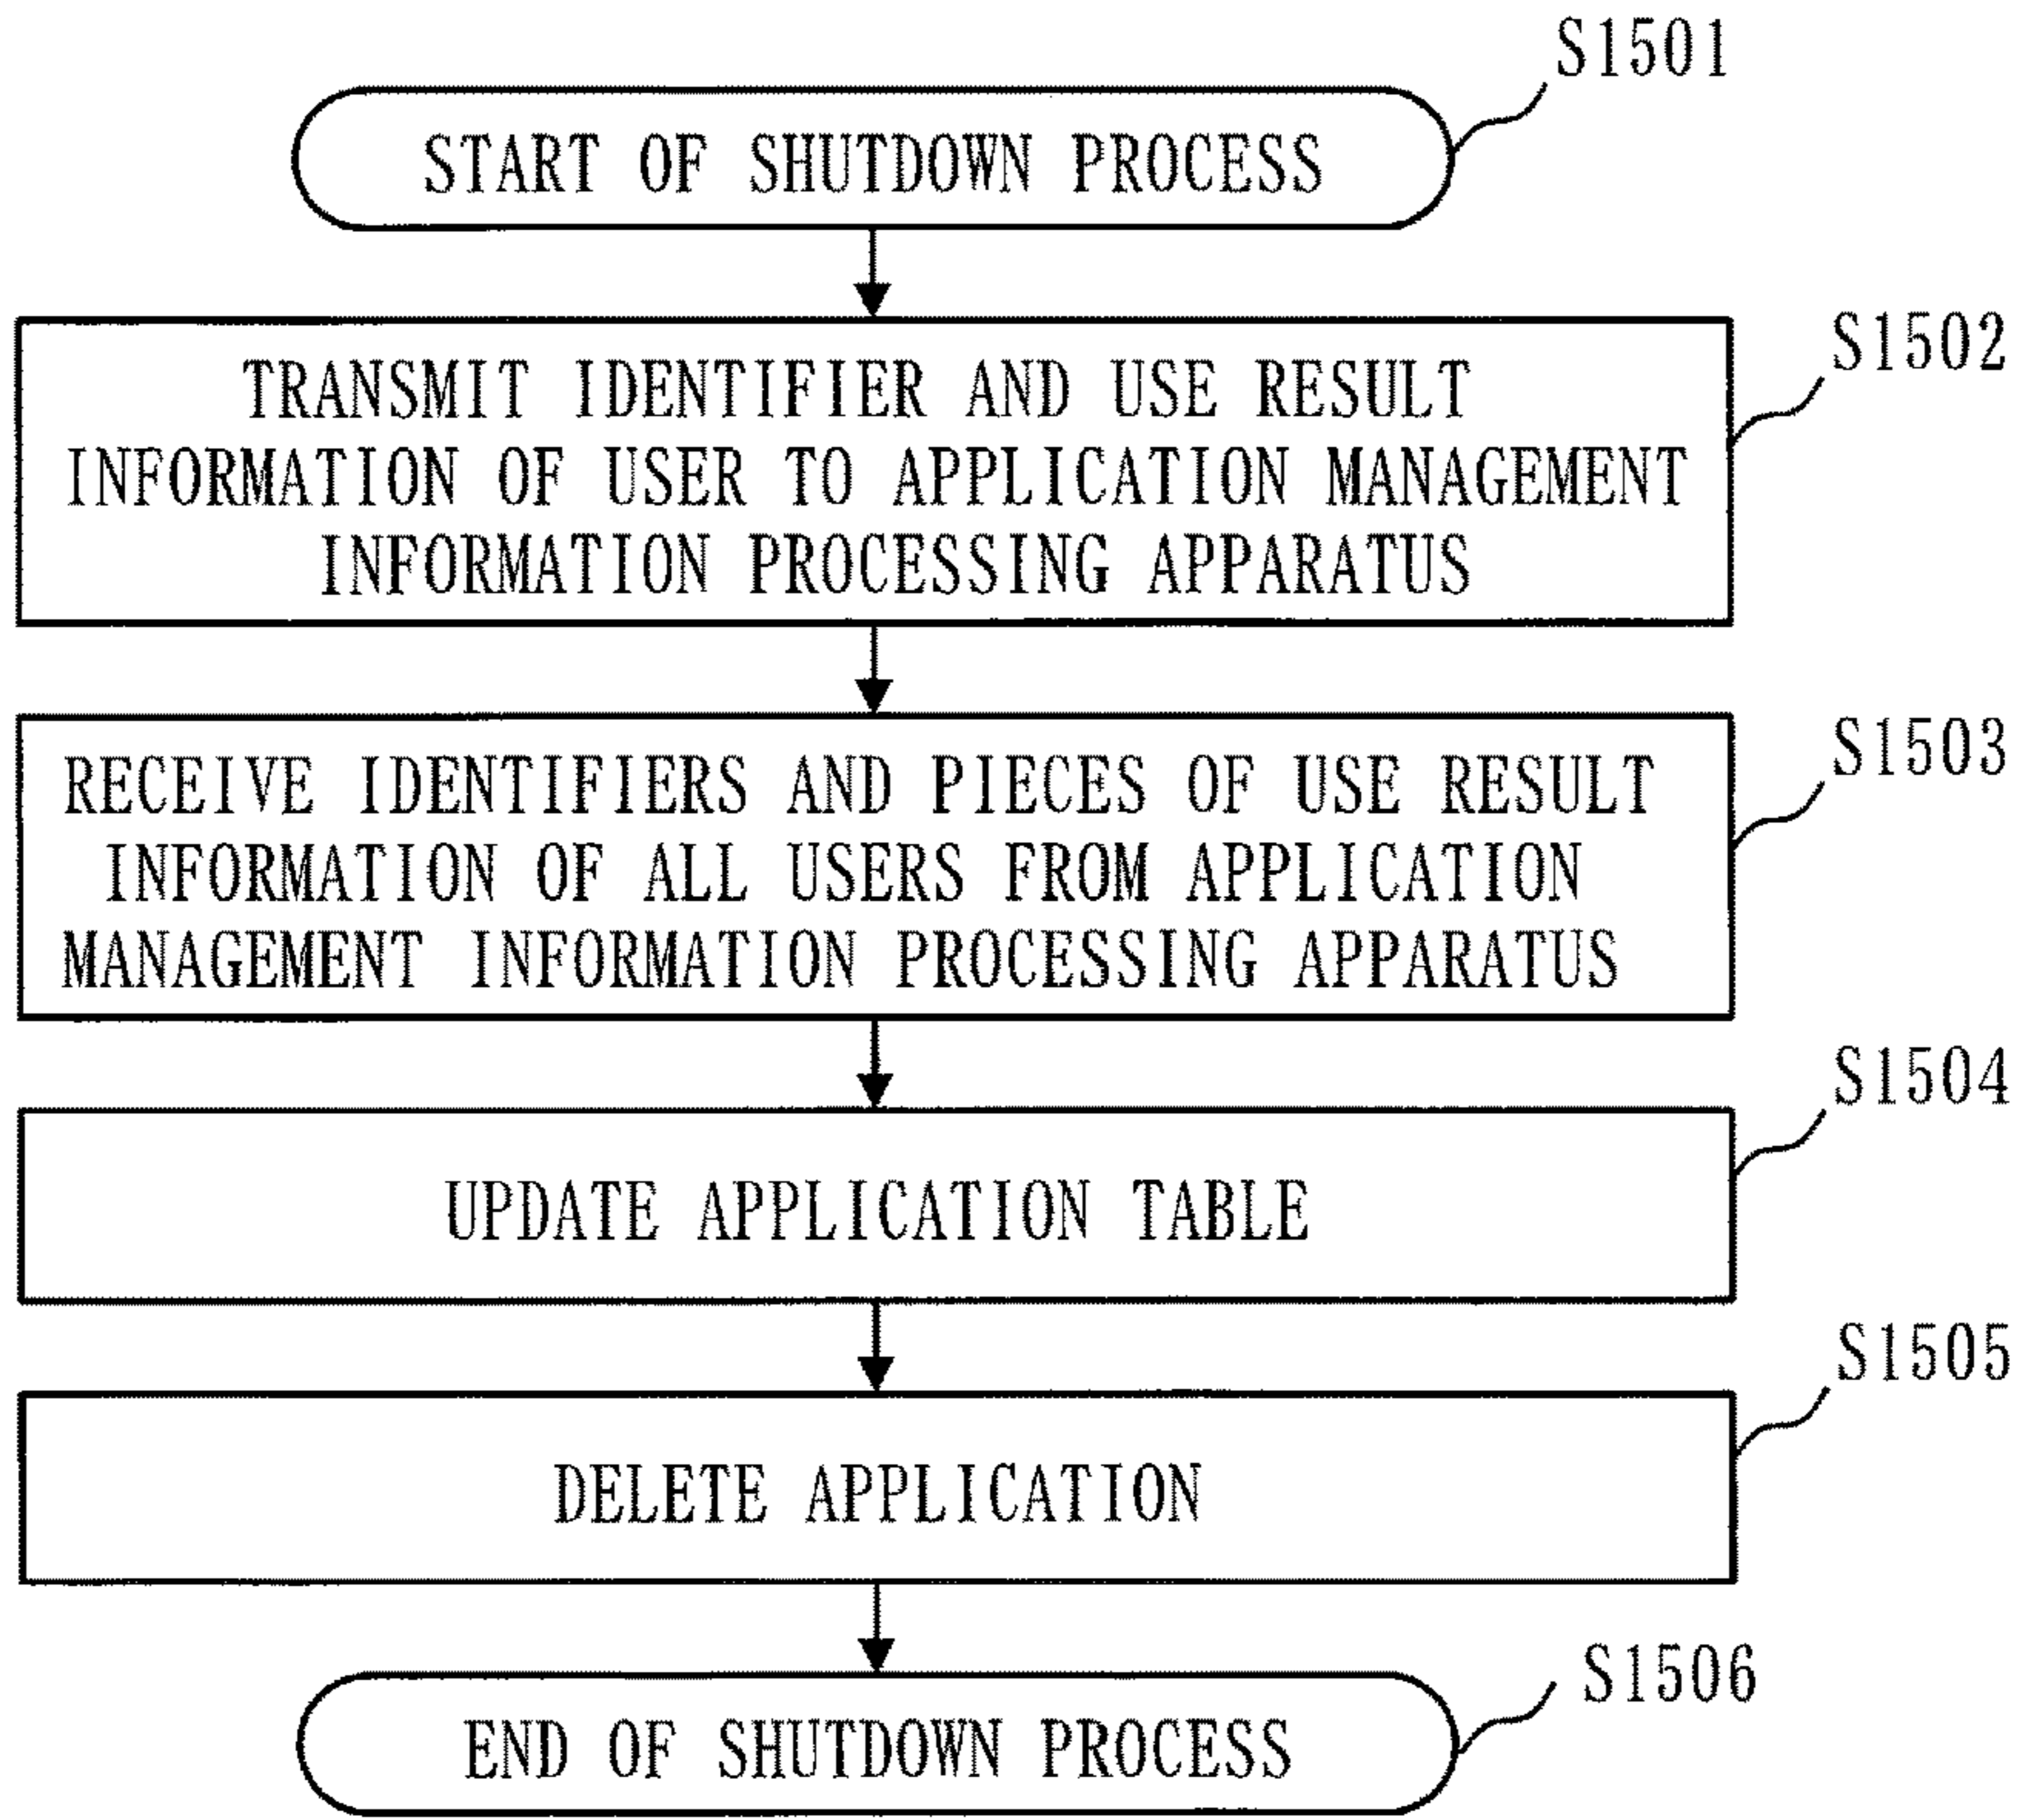 S1501
START OF SHUTDOWN PROCESS
S1502
TRANSMIT IDENTIFIER AND USE RESULT
INFORMATION OF USER TO APPLICATION MANAGEMENT
INFORMATION PROCESSING APPARATUS
S1503
RECEIVE IDENTIFIERS AND PIECES OF USE RESULT
INFORMATION OF ALL USERS FROM APPLICATION
MANAGEMENT INFORMATION PROCESSING APPARATUS
S1504
UPDATE APPLICATION TABLE
S1505
DELETE APPLICATION
S1506
END OF SHUTDOWN PROCESS